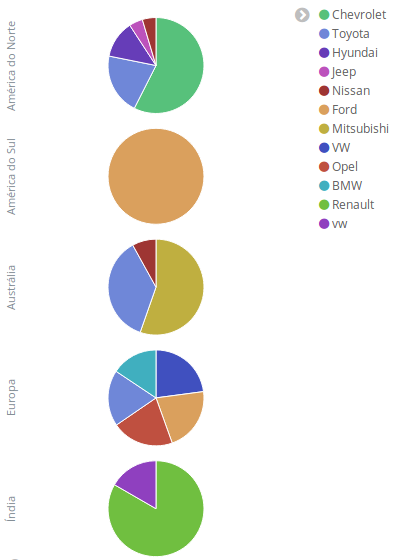 América do Norte
América do Sul
Austrália
Europa
Índia
Chevrolet
Toyota
Hyundai
Jeep
Nissan
Ford
Mitsubishi
VW
Opel
BMW
Renault
vw